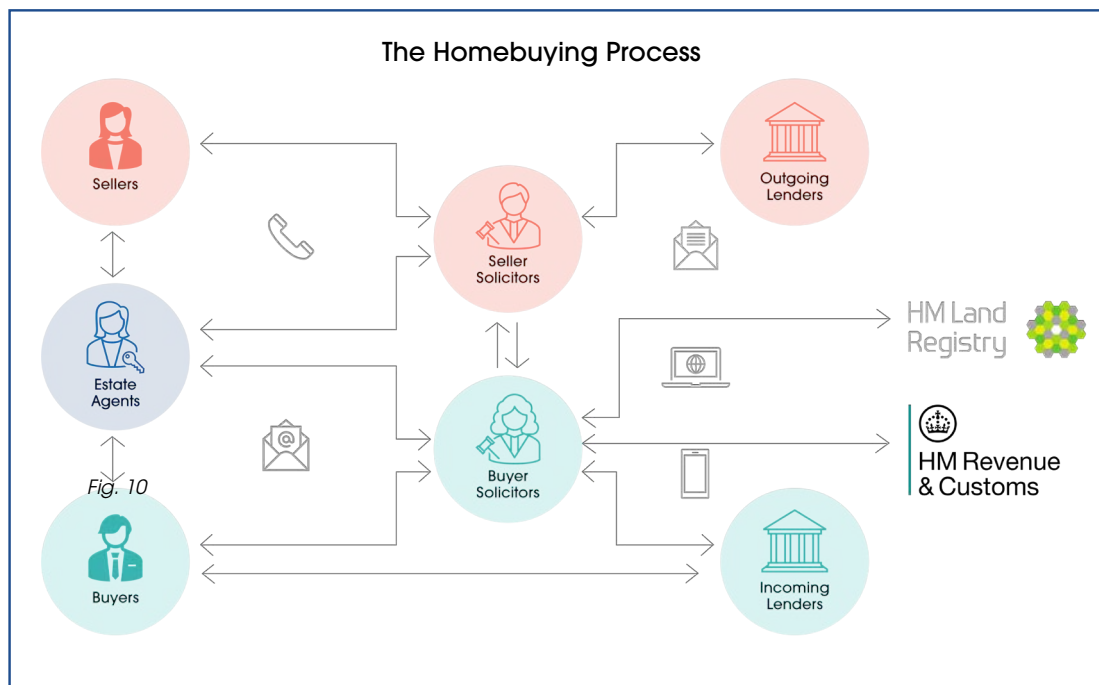 The Homebuying Process
Sellers
Outgoing
Lenders
Seller
Solicitors
HM Land
Registry
Estate
Agents
@
Buyer
Solicitors
HM Revenue
& Customs
Fig. 10
Buyers
Incoming
Lenders